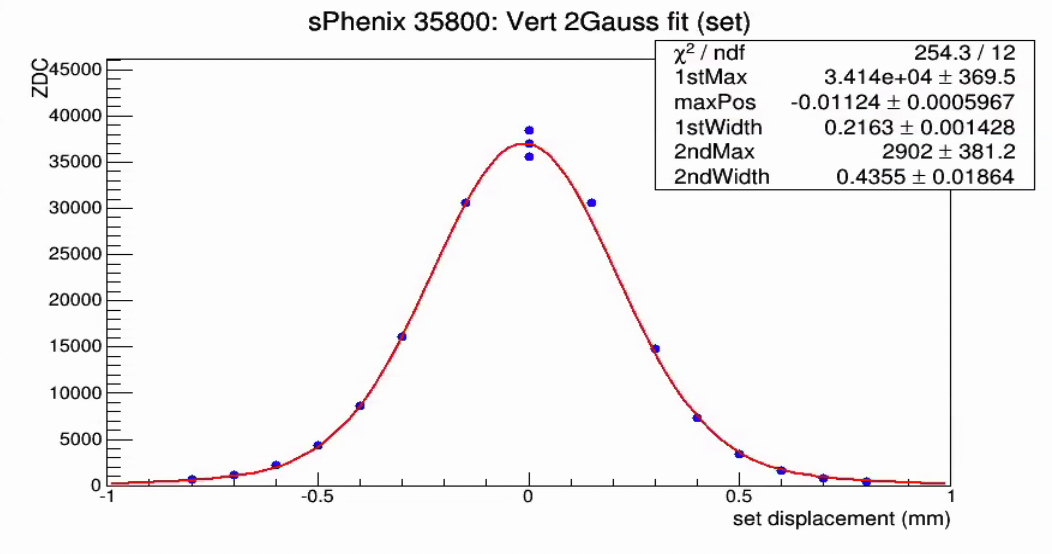 sPhenix 35800: Vert 2Gauss fit (set)
χ² / ndf 254.3 / 12
1stMax 3.414e+04 ± 369.5
maxPos -0.01124 ± 0.0005967
1stWidth 0.2163 ± 0.001428
2ndMax 2902 ± 381.2
2ndWidth 0.4355 ± 0.01864
ZDC
45000
40000
35000
30000
25000
20000
15000
10000
5000
0
-1 -0.5 0 0.5 1
set displacement (mm)